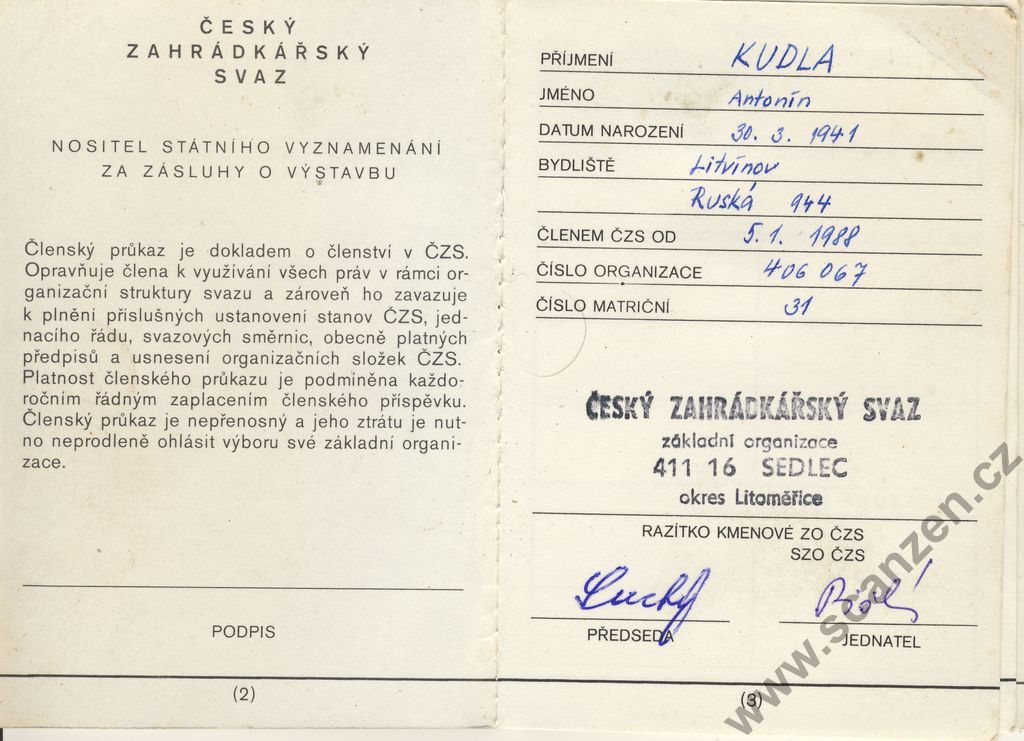 ČESKÝ
ZAHRÁDKÁŘSKÝ
SVAZ
NOSITEL STÁTNÍHO VYZNAMENÁNÍ
ZA ZÁSLUHY O VÝSTAVBU
Členský průkaz je dokladem o členství v ČZS.
Opravňuje člena k využívání všech práv v rámci or-
ganizační struktury svazu a zároveň ho zavazuje
k plnění příslušných ustanovení stanov ČZS, jed-
nacího řádu, svazových směrnic, obecně platných
předpisů a usnesení organizačních složek ČZS.
Platnost členského průkazu je podmíněna každo-
ročním řádným zaplacením členského příspěvku.
Členský průkaz je nepřenosný a jeho ztrátu je nut-
no neprodleně ohlásit výboru své základní organi-
zace.
PODPIS
(2)
PŘÍJMENÍ KUDLA
JMÉNO Antonín
DATUM NAROZENÍ 30. 3. 1941
BYDLIŠTĚ Litvínov
Ruská 944
ČLENEM ČZS OD 5. 1. 1988
ČÍSLO ORGANIZACE 406 067
ČÍSLO MATRIČNÍ 31
ČESKÝ ZAHRÁDKÁŘSKÝ SVAZ
základní organizace
411 16 SEDLEC
okres Litoměřice
RAZÍTKO KMENOVÉ ZO ČZS
SZO ČZS
PŘEDSEDA
JEDNATEL
(3)
www.scanzen.cz